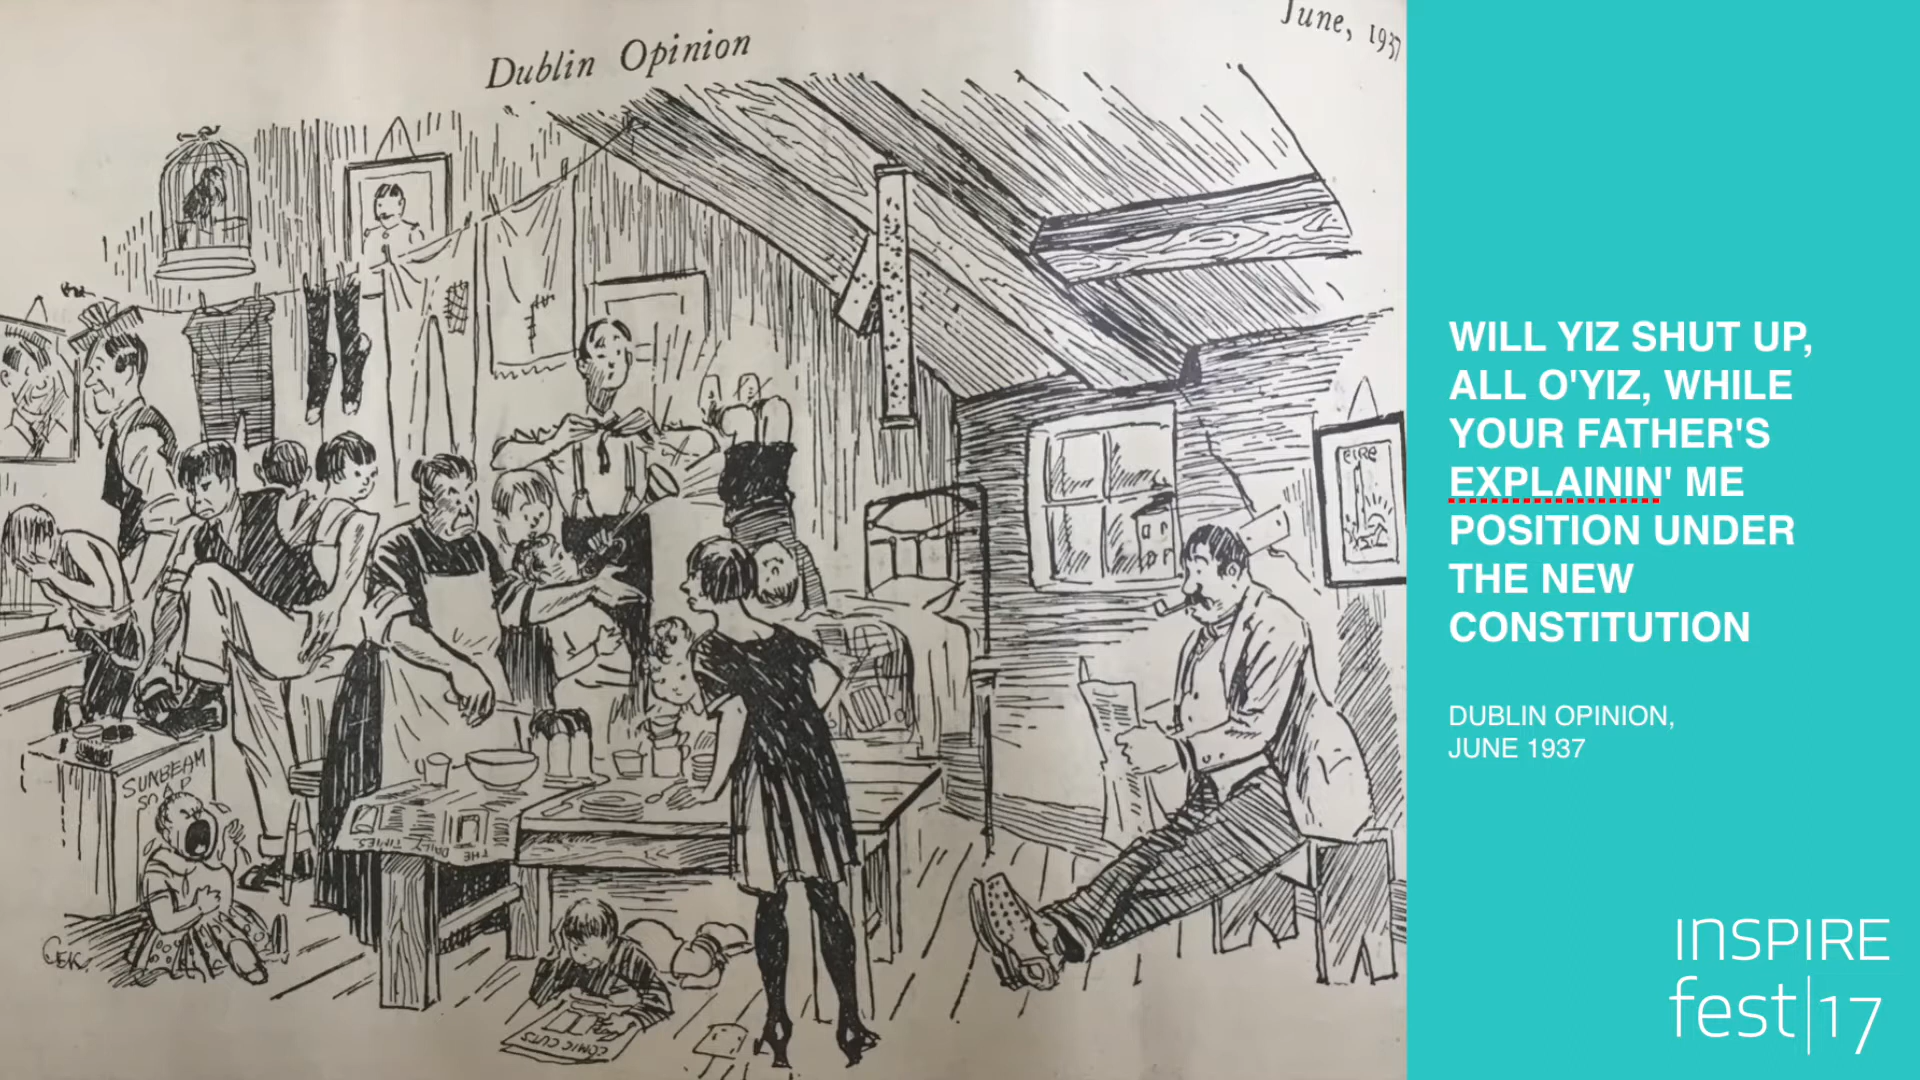 Dublin Opinion
June, 1937
EIRE
SUNBEAM
SOAP
THE DAILY TIMES
COMIC CUTS
CEK.
WILL YIZ SHUT UP,
ALL O'YIZ, WHILE
YOUR FATHER'S
EXPLAININ' ME
POSITION UNDER
THE NEW
CONSTITUTION
DUBLIN OPINION,
JUNE 1937
INSPIRE
fest|17